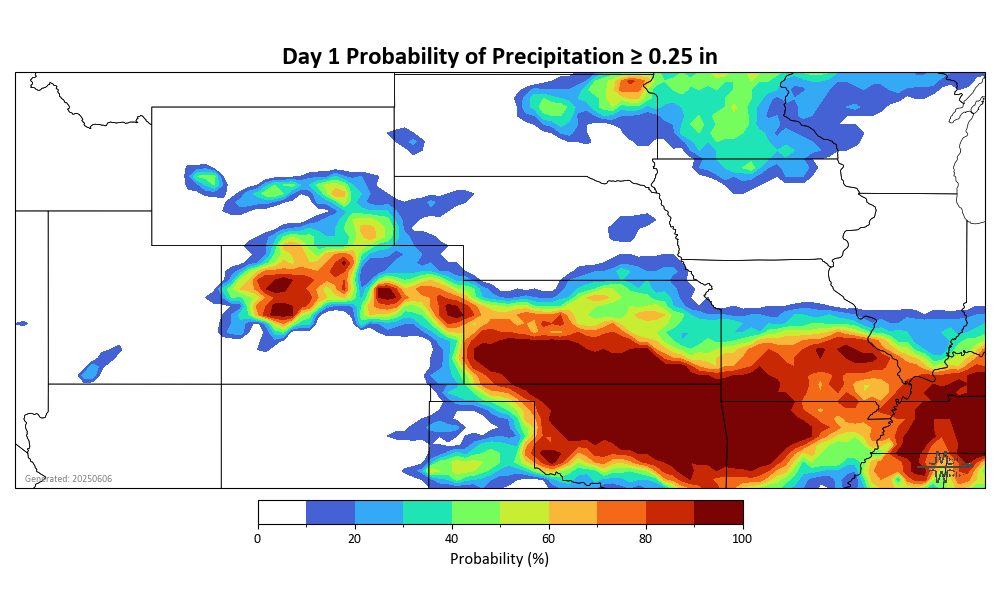 Day 1 Probability of Precipitation ≥ 0.25 in
Generated: 20250606
0 20 40 60 80 100
Probability (%)